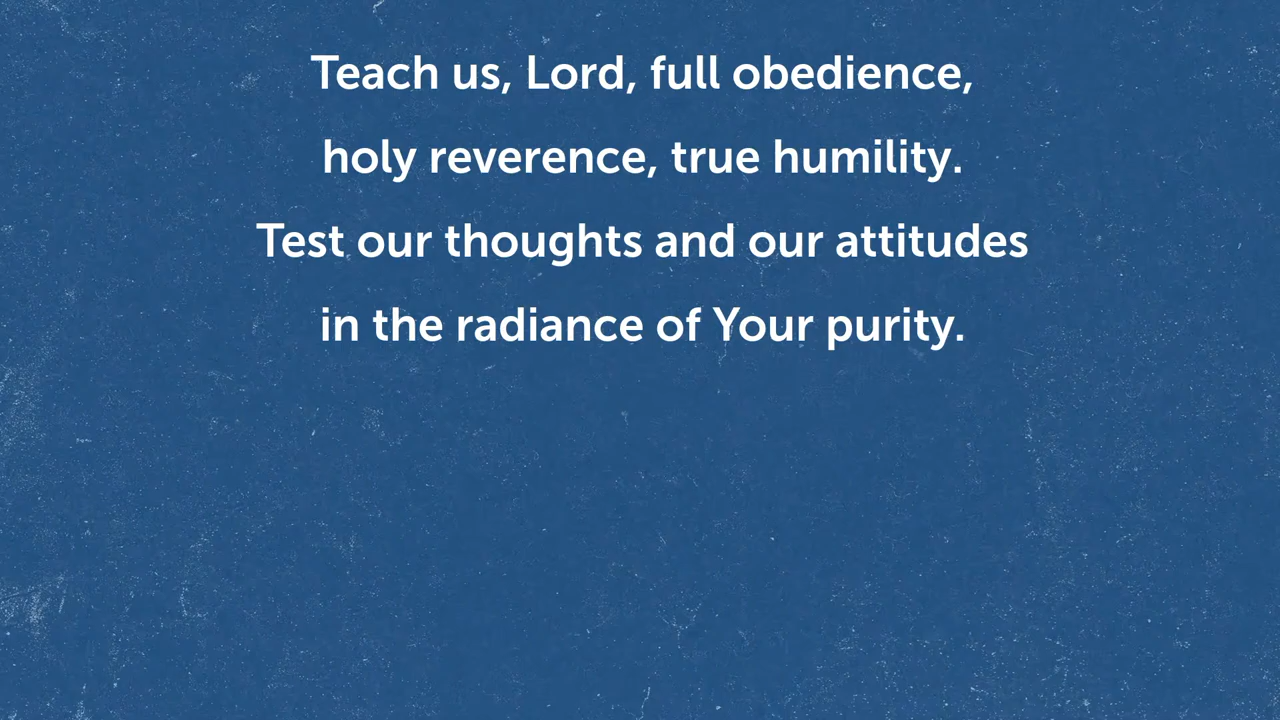 Teach us, Lord, full obedience,
holy reverence, true humility.
Test our thoughts and our attitudes
in the radiance of Your purity.